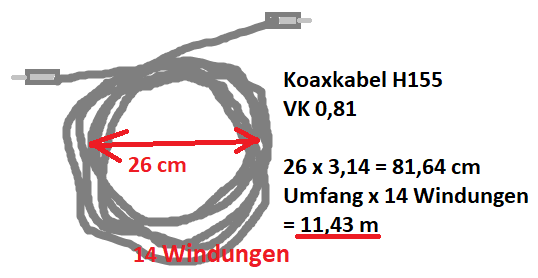 Koaxkabel H155
VK 0,81
26 cm
26 x 3,14 = 81,64 cm
Umfang x 14 Windungen
= 11,43 m
14 Windungen